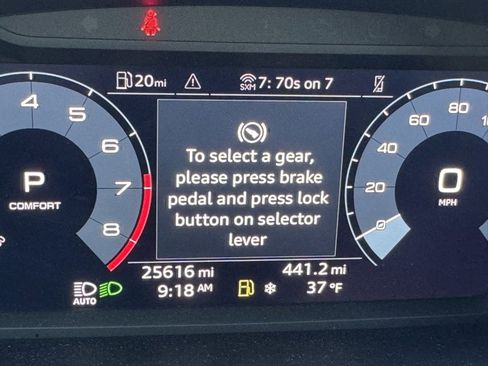 20mi
SXM 7: 70s on 7
To select a gear,
please press brake
pedal and press lock
button on selector
lever
4
5
6
7
8
P
COMFORT
100
80
60
40
20
0
0
MPH
25616 mi
441.2 mi
AUTO
9:18 AM
37 °F